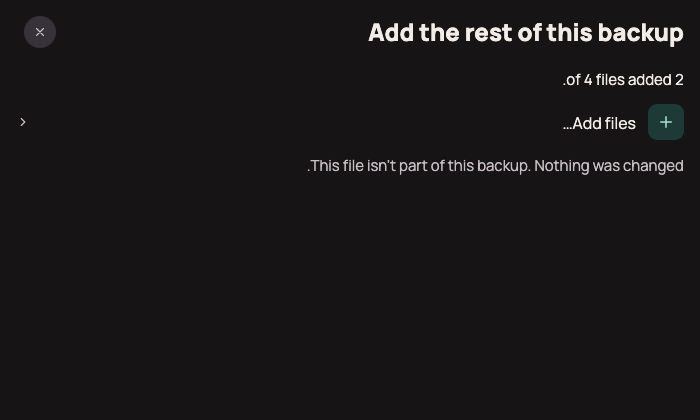 Add the rest of this backup
.of 4 files added 2
...Add files
.This file isn't part of this backup. Nothing was changed